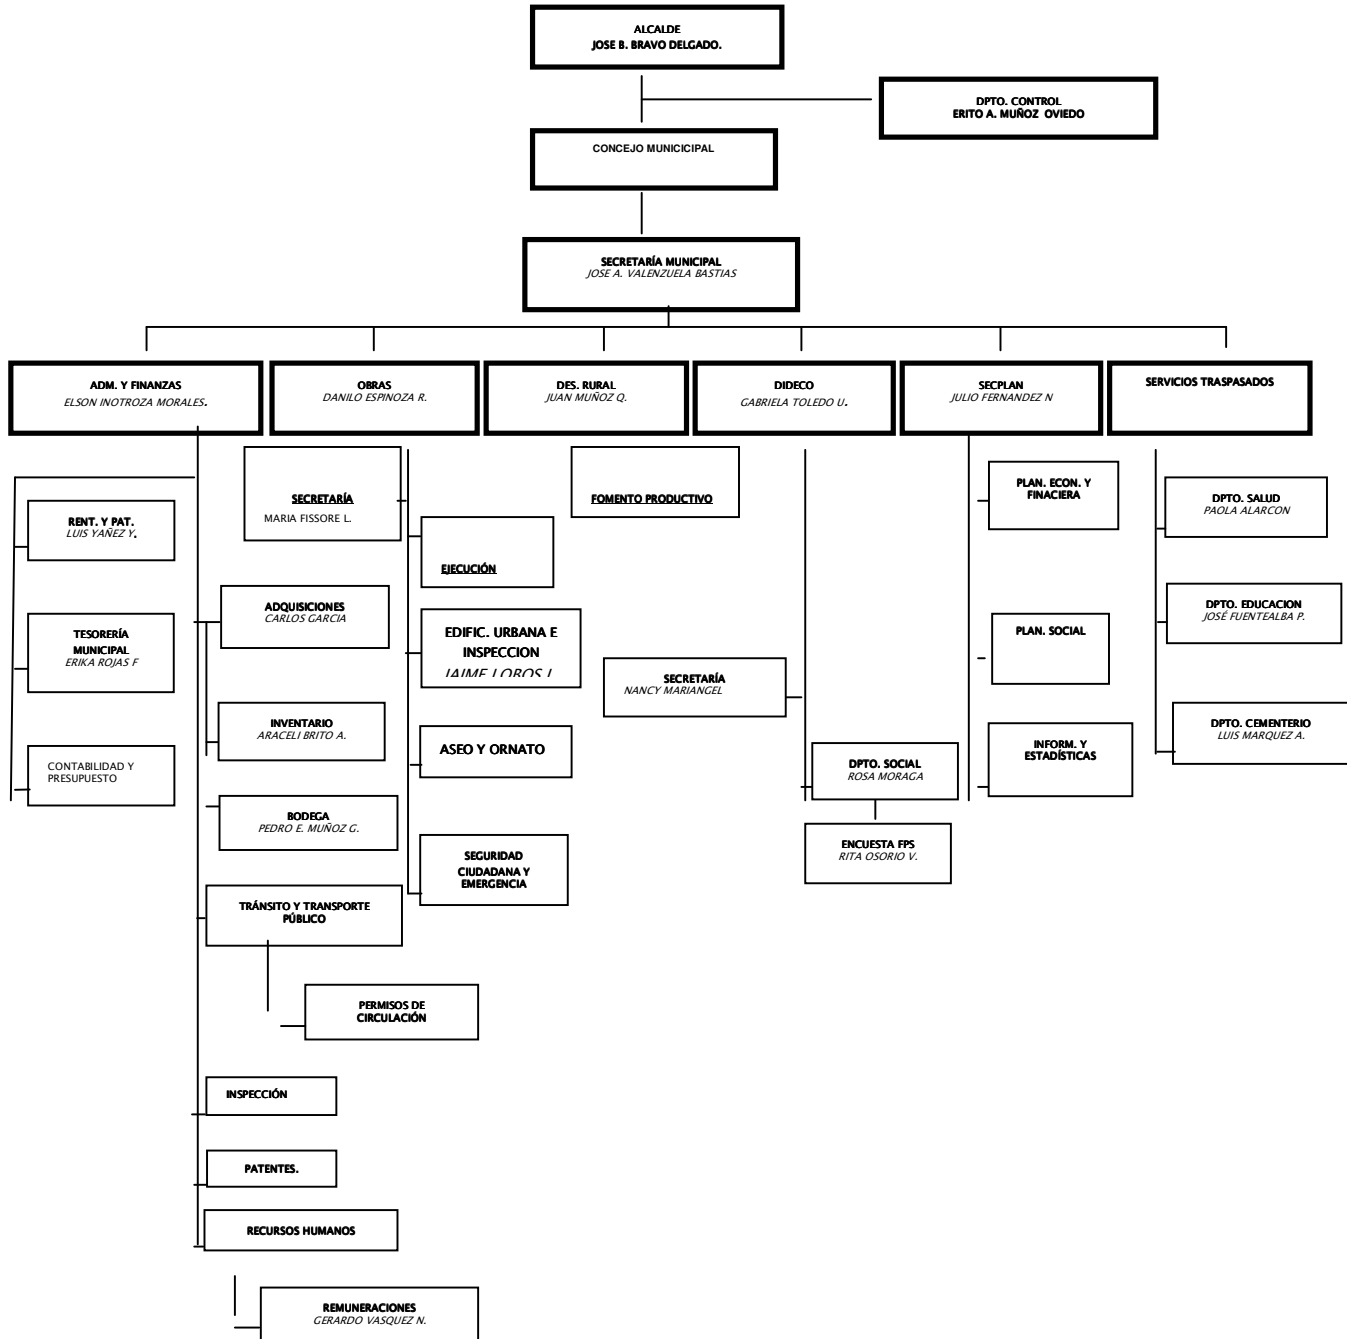 ALCALDE
JOSE B. BRAVO DELGADO.
DPTO. CONTROL
ERITO A. MUÑOZ OVIEDO
CONCEJO MUNICICIPAL
SECRETARÍA MUNICIPAL
JOSE A. VALENZUELA BASTIAS
ADM. Y FINANZAS
ELSON INOTROZA MORALES.
OBRAS
DANILO ESPINOZA R.
DES. RURAL
JUAN MUÑOZ Q.
DIDECO
GABRIELA TOLEDO U.
SECPLAN
JULIO FERNANDEZ N
SERVICIOS TRASPASADOS
RENT. Y PAT.
LUIS YAÑEZ Y.
TESORERÍA
MUNICIPAL
ERIKA ROJAS F
CONTABILIDAD Y
PRESUPUESTO
ADQUISICIONES
CARLOS GARCIA
INVENTARIO
ARACELI BRITO A.
BODEGA
PEDRO E. MUÑOZ G.
TRÁNSITO Y TRANSPORTE
PÚBLICO
PERMISOS DE
CIRCULACIÓN
INSPECCIÓN
PATENTES.
RECURSOS HUMANOS
REMUNERACIONES
GERARDO VASQUEZ N.
SECRETARÍA
MARIA FISSORE L.
EJECUCIÓN
EDIFIC. URBANA E
INSPECCION
JAIME LOBOS L
ASEO Y ORNATO
SEGURIDAD
CIUDADANA Y
EMERGENCIA
FOMENTO PRODUCTIVO
SECRETARÍA
NANCY MARIANGEL
DPTO. SOCIAL
ROSA MORAGA
ENCUESTA FPS
RITA OSORIO V.
PLAN. ECON. Y
FINACIERA
PLAN. SOCIAL
INFORM. Y
ESTADÍSTICAS
DPTO. SALUD
PAOLA ALARCON
DPTO. EDUCACION
JOSÉ FUENTEALBA P.
DPTO. CEMENTERIO
LUIS MARQUEZ A.